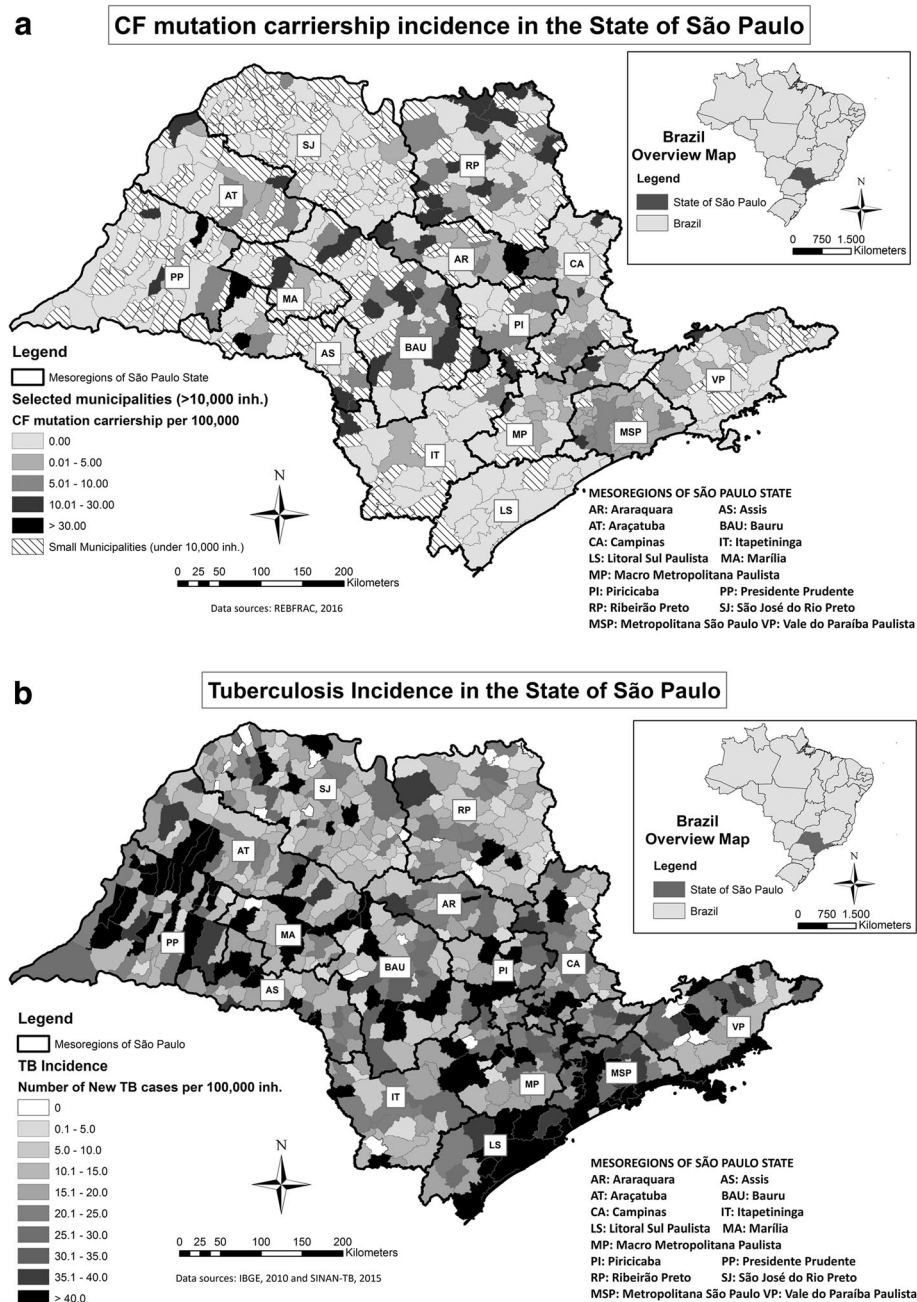 a
CF mutation carriership incidence in the State of São Paulo
SJ
RP
AT
AR
CA
PP
MA
PI
AS
BAU
VP
MP
MSP
IT
LS
Brazil
Overview Map
Legend
State of São Paulo
Brazil
N
0 750 1.500
Kilometers
Legend
Mesoregions of São Paulo State
Selected municipalities (>10,000 inh.)
CF mutation carriership per 100,000
0.00
0.01 - 5.00
5.01 - 10.00
10.01 - 30.00
> 30.00
Small Municipalities (under 10,000 inh.)
N
0 25 50 100 150 200
Kilometers
Data sources: REBFRAC, 2016
MESOREGIONS OF SÃO PAULO STATE
AR: Araraquara AS: Assis
AT: Araçatuba BAU: Bauru
CA: Campinas IT: Itapetininga
LS: Litoral Sul Paulista MA: Marília
MP: Macro Metropolitana Paulista
PI: Piricicaba PP: Presidente Prudente
RP: Ribeirão Preto SJ: São José do Rio Preto
MSP: Metropolitana São Paulo VP: Vale do Paraíba Paulista
b
Tuberculosis Incidence in the State of São Paulo
SJ
RP
AT
AR
MA
PP
BAU
PI
CA
AS
VP
MSP
MP
IT
LS
Brazil
Overview Map
Legend
State of São Paulo
Brazil
N
0 750 1.500
Kilometers
Legend
Mesoregions of São Paulo
TB Incidence
Number of New TB cases per 100,000 inh.
0
0.1 - 5.0
5.0 - 10.0
10.1 - 15.0
15.1 - 20.0
20.1 - 25.0
25.1 - 30.0
30.1 - 35.0
35.1 - 40.0
> 40.0
N
0 25 50 100 150 200
Kilometers
Data sources: IBGE, 2010 and SINAN-TB, 2015
MESOREGIONS OF SÃO PAULO STATE
AR: Araraquara AS: Assis
AT: Araçatuba BAU: Bauru
CA: Campinas IT: Itapetininga
LS: Litoral Sul Paulista MA: Marília
MP: Macro Metropolitana Paulista
PI: Piricicaba PP: Presidente Prudente
RP: Ribeirão Preto SJ: São José do Rio Preto
MSP: Metropolitana São Paulo VP: Vale do Paraíba Paulista